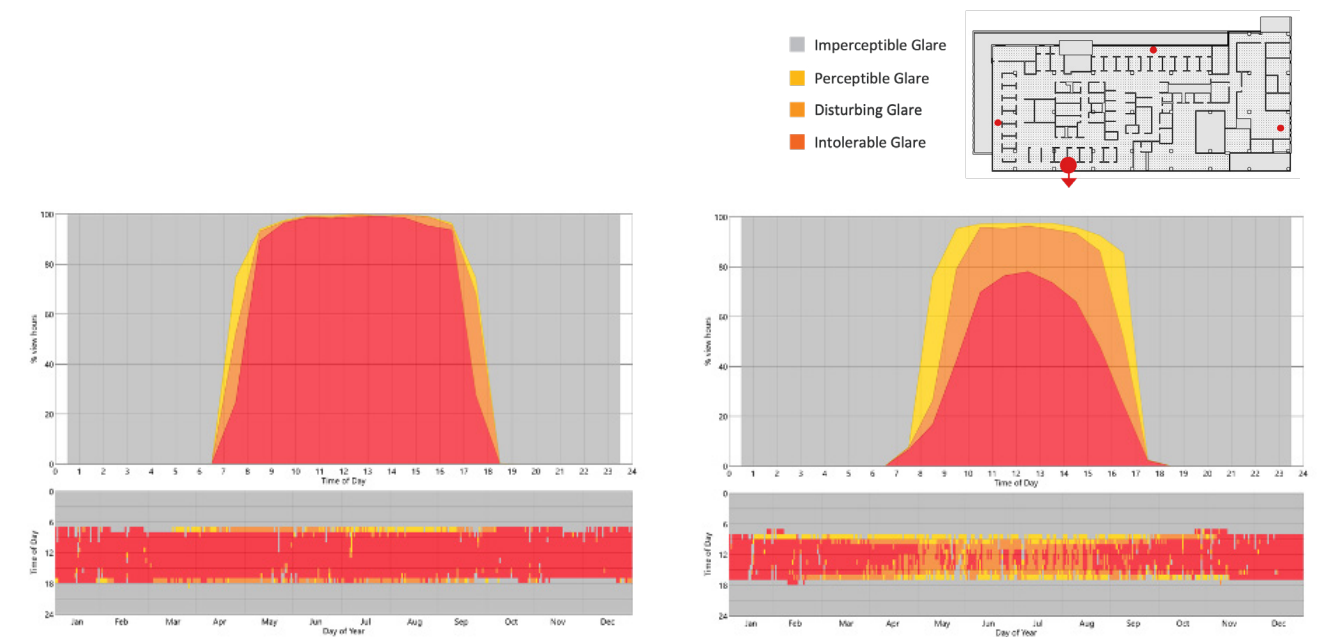 Imperceptible Glare
Perceptible Glare
Disturbing Glare
Intolerable Glare
100
80
60
40
20
0
% view hours
0 1 2 3 4 5 6 7 8 9 10 11 12 13 14 15 16 17 18 19 20 21 22 23 24
Time of Day
0
6
12
18
24
Time of Day
Jan Feb Mar Apr May Jun Jul Aug Sep Oct Nov Dec
Day of Year
100
80
60
40
20
0
% view hours
0 1 2 3 4 5 6 7 8 9 10 11 12 13 14 15 16 17 18 19 20 21 22 23 24
Time of Day
0
6
12
18
24
Time of Day
Jan Feb Mar Apr May Jun Jul Aug Sep Oct Nov Dec
Day of Year